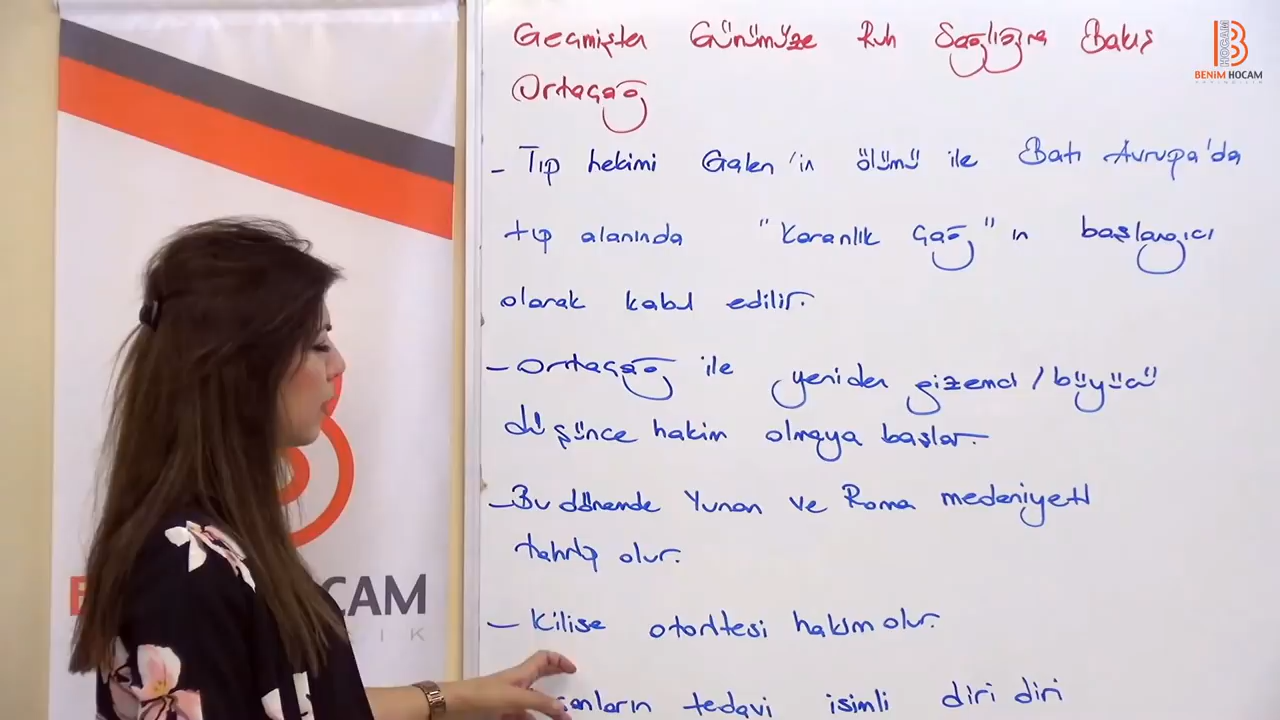 Geçmişten Günümüze Ruh Sağlığına Bakış
Ortaçağ
- Tıp hekimi Galen'in ölümü ile Batı Avrupa'da
tıp alanında "Karanlık Çağ"ın başlangıcı
olarak kabul edilir.
- Ortaçağ ile yeniden gizemci/büyücü
düşünce hakim olmaya başlar.
- Bu dönemde Yunan ve Roma medeniyeti
tahrip olur.
- Kilise otoritesi hakim olur.
tedavi isimli diri diri
BENİM HOCAM
HOCAM
CAM